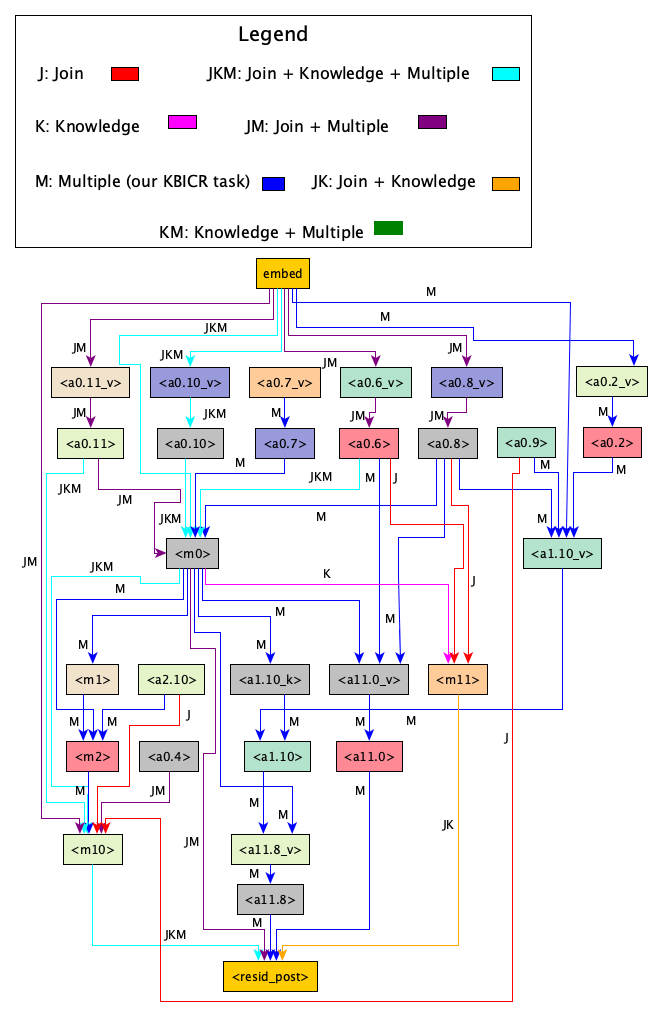 Legend
J: Join
JKM: Join + Knowledge + Multiple
K: Knowledge
JM: Join + Multiple
M: Multiple (our KBICR task)
JK: Join + Knowledge
KM: Knowledge + Multiple
embed
M
M
JKM
JM
JKM
JM
JM
<a0.11_v>
<a0.10_v>
<a0.7_v>
<a0.6_v>
<a0.8_v>
<a0.2_v>
JM
JKM
M
JM
JM
M
<a0.11>
<a0.10>
<a0.7>
<a0.6>
<a0.8>
<a0.9>
<a0.2>
M
M
M
JKM
JM
JKM
M
J
JKM
M
M
<m0>
<a1.10_v>
JM
JKM
M
K
J
M
M
M
M
<m1>
<a2.10>
<a1.10_k>
<a11.0_v>
<m11>
M
M
J
M
M
M
M
<m2>
<a0.4>
<a1.10>
<a11.0>
J
M
JM
M
M
M
JK
JM
<m10>
<a11.8_v>
M
<a11.8>
M
JKM
<resid_post>